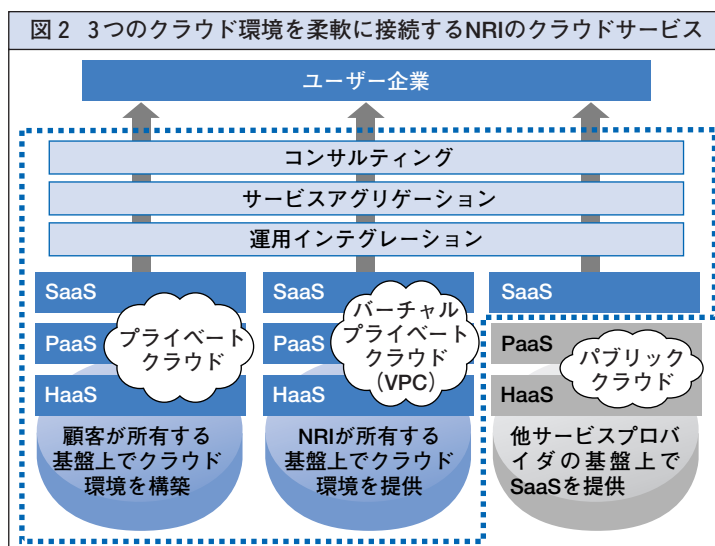 図2 3つのクラウド環境を柔軟に接続するNRIのクラウドサービス
ユーザー企業
コンサルティング
サービスアグリゲーション
運用インテグレーション
SaaS
PaaS
HaaS
プライベート
クラウド
顧客が所有する
基盤上でクラウド
環境を構築
SaaS
PaaS
HaaS
バーチャル
プライベート
クラウド
(VPC)
NRIが所有する
基盤上でクラウド
環境を提供
SaaS
PaaS
HaaS
パブリック
クラウド
他サービスプロバ
イダの基盤上で
SaaSを提供